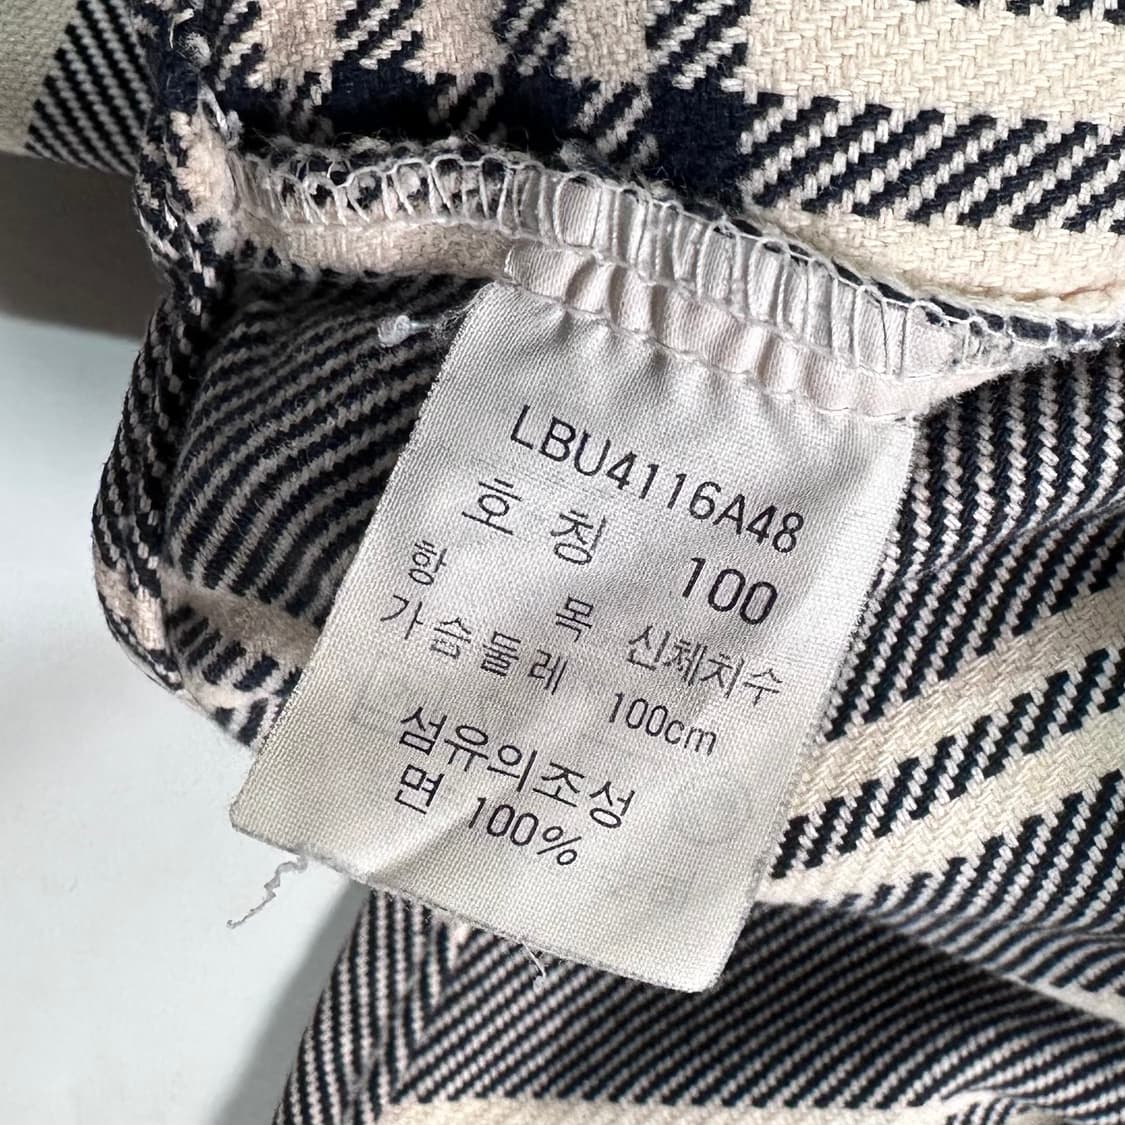 LBU4116A48
호 칭 100
항 목 신체치수
가슴둘레 100cm
섬유의조성
면 100%